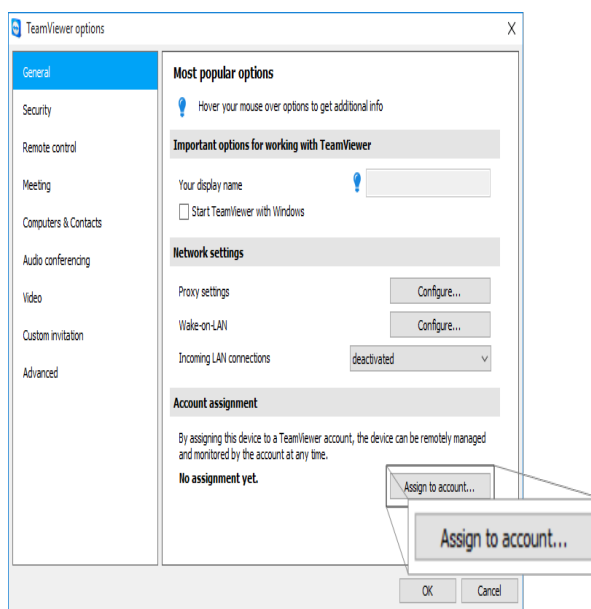 TeamViewer options
General
Security
Remote control
Meeting
Computers & Contacts
Audio conferencing
Video
Custom invitation
Advanced
Most popular options
Hover your mouse over options to get additional info
Important options for working with TeamViewer
Your display name
Start TeamViewer with Windows
Network settings
Proxy settings Configure...
Wake-on-LAN Configure...
Incoming LAN connections deactivated
Account assignment
By assigning this device to a TeamViewer account, the device can be remotely managed
and monitored by the account at any time.
No assignment yet. Assign to account...
Assign to account...
OK Cancel